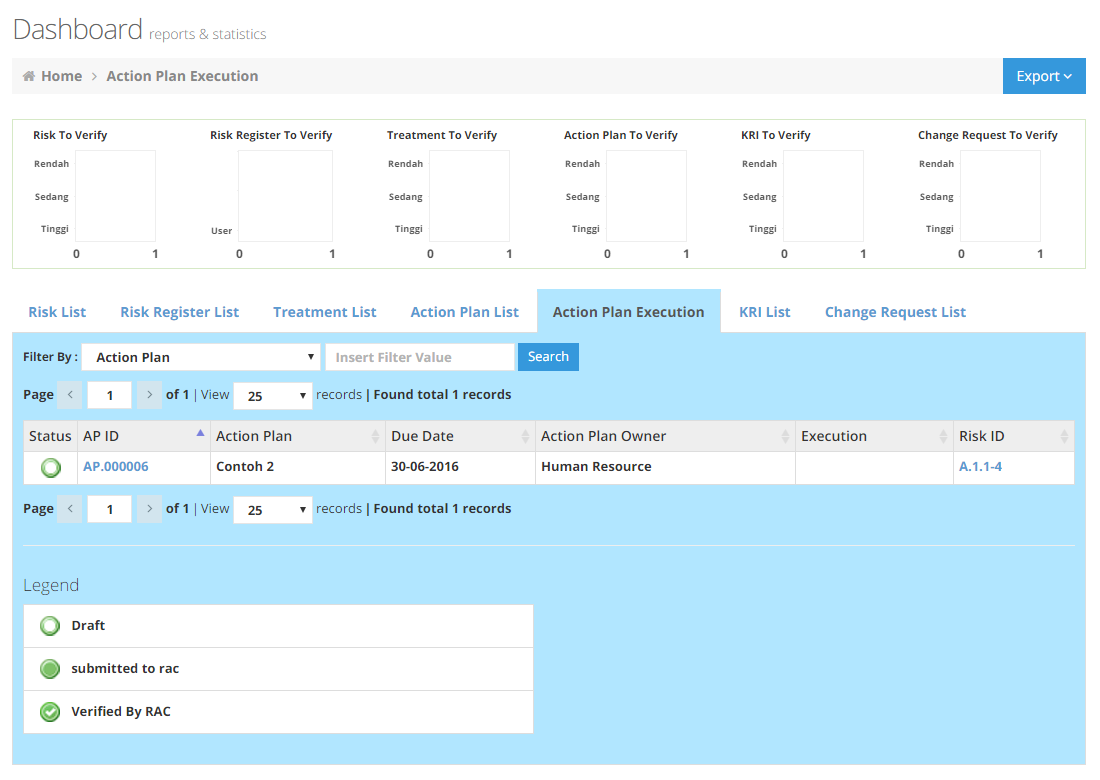 Dashboard reports & statistics
Home > Action Plan Execution
Export
Risk To Verify
Rendah
Sedang
Tinggi
0 1
Risk Register To Verify
User
0 1
Treatment To Verify
Rendah
Sedang
Tinggi
0 1
Action Plan To Verify
Rendah
Sedang
Tinggi
0 1
KRI To Verify
Rendah
Sedang
Tinggi
0 1
Change Request To Verify
Rendah
Sedang
Tinggi
0 1
Risk List Risk Register List Treatment List Action Plan List Action Plan Execution KRI List Change Request List
Filter By : Action Plan Insert Filter Value Search
Page < 1 > of 1 | View 25 records | Found total 1 records
Status AP ID Action Plan Due Date Action Plan Owner Execution Risk ID
AP.000006 Contoh 2 30-06-2016 Human Resource A.1.1-4
Page < 1 > of 1 | View 25 records | Found total 1 records
Legend
Draft
submitted to rac
Verified By RAC